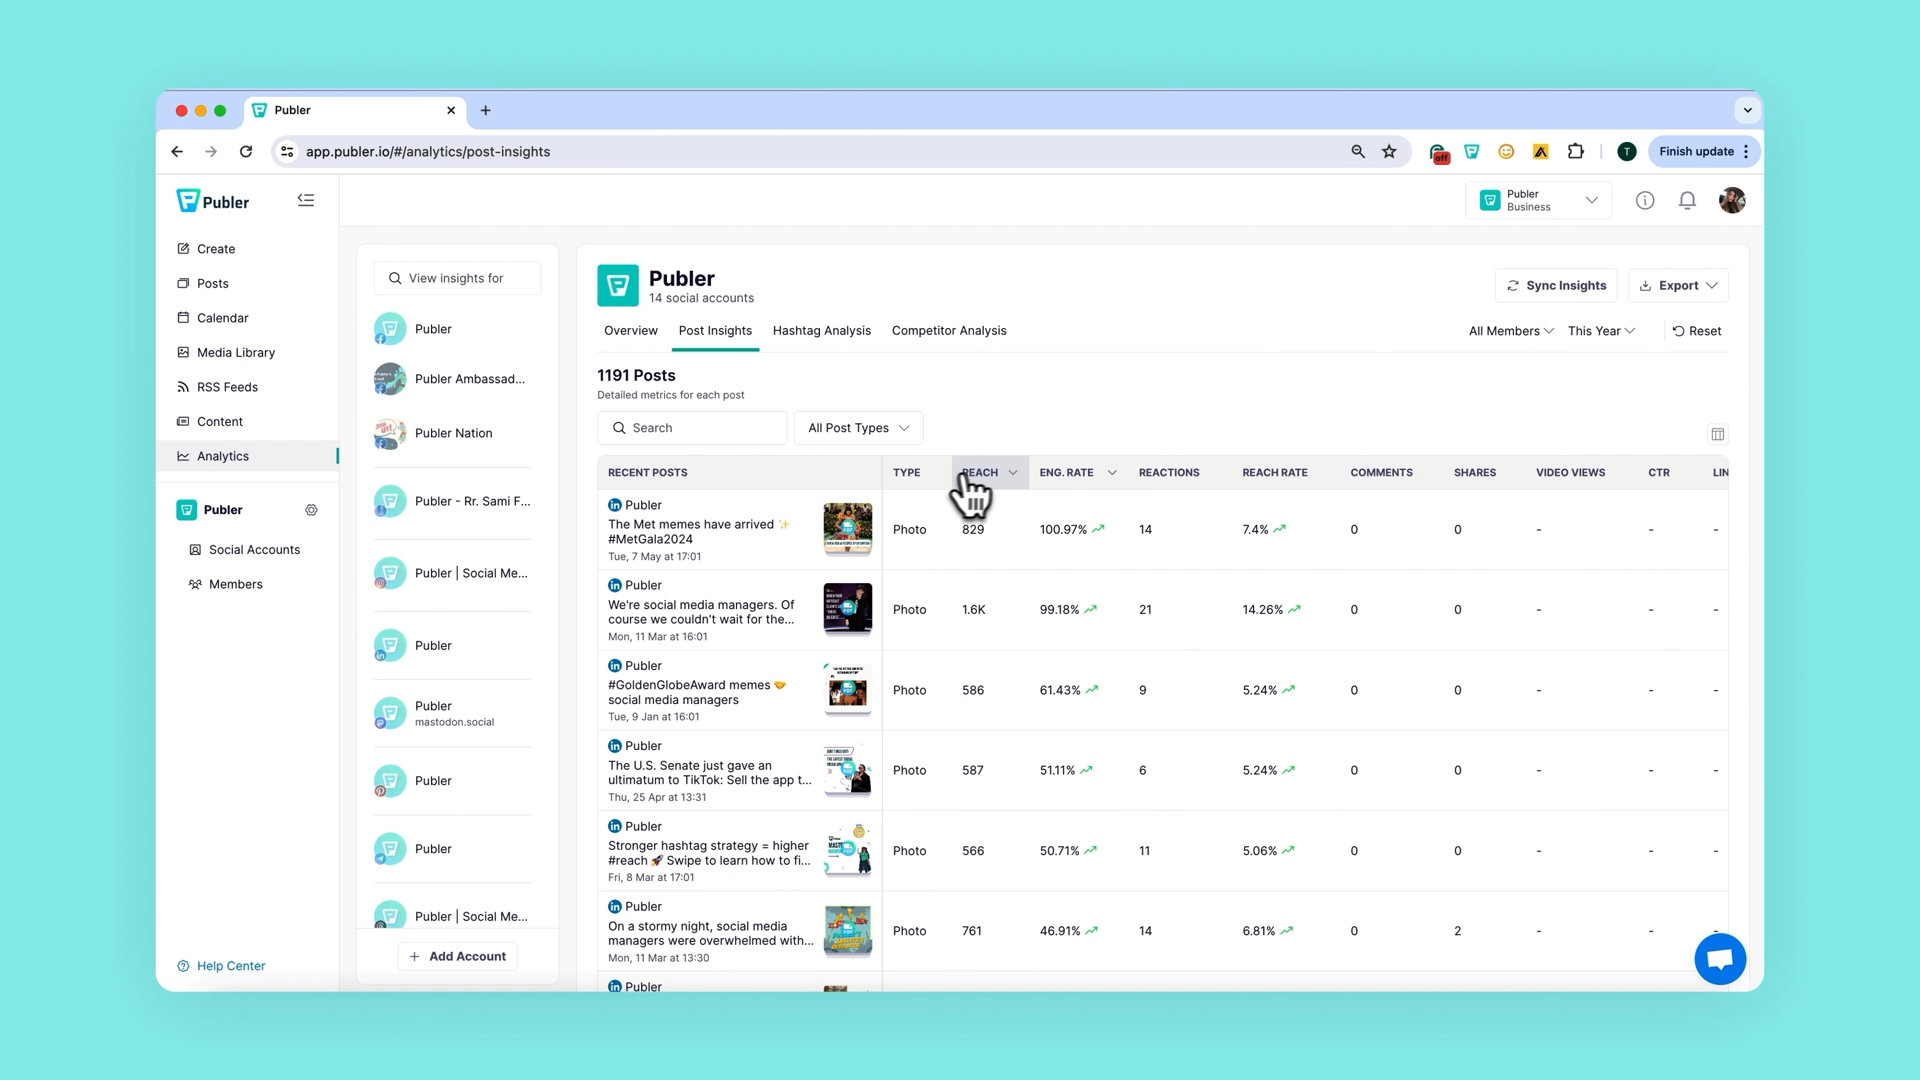 Publer
app.publer.io/#/analytics/post-insights
off
T
Finish update
Publer
Publer
Business
Create
Posts
Calendar
Media Library
RSS Feeds
Content
Analytics
Publer
Social Accounts
Members
Help Center
View insights for
Publer
Publer Ambassad...
Publer Nation
Publer - Rr. Sami F...
Publer | Social Me...
Publer
Publer
mastodon.social
Publer
Publer
Publer | Social Me...
Add Account
Publer
14 social accounts
Sync Insights
Export
Overview
Post Insights
Hashtag Analysis
Competitor Analysis
All Members
This Year
Reset
1191 Posts
Detailed metrics for each post
Search
All Post Types
RECENT POSTS TYPE REACH ENG. RATE REACTIONS REACH RATE COMMENTS SHARES VIDEO VIEWS CTR LIN
Publer
The Met memes have arrived ✨
#MetGala2024
Tue, 7 May at 17:01
Photo 829 100.97% 14 7.4% 0 0 - - -
Publer
We're social media managers. Of
course we couldn't wait for the...
Mon, 11 Mar at 16:01
Photo 1.6K 99.18% 21 14.26% 0 0 - - -
Publer
#GoldenGlobeAward memes 🤝
social media managers
Tue, 9 Jan at 16:01
Photo 586 61.43% 9 5.24% 0 0 - - -
Publer
The U.S. Senate just gave an
ultimatum to TikTok: Sell the app t...
Thu, 25 Apr at 13:31
Photo 587 51.11% 6 5.24% 0 0 - - -
Publer
Stronger hashtag strategy = higher
#reach 🚀 Swipe to learn how to fi...
Fri, 8 Mar at 17:01
Photo 566 50.71% 11 5.06% 0 0 - - -
Publer
On a stormy night, social media
managers were overwhelmed with...
Mon, 11 Mar at 13:30
Photo 761 46.91% 14 6.81% 0 2 - - -
Publer